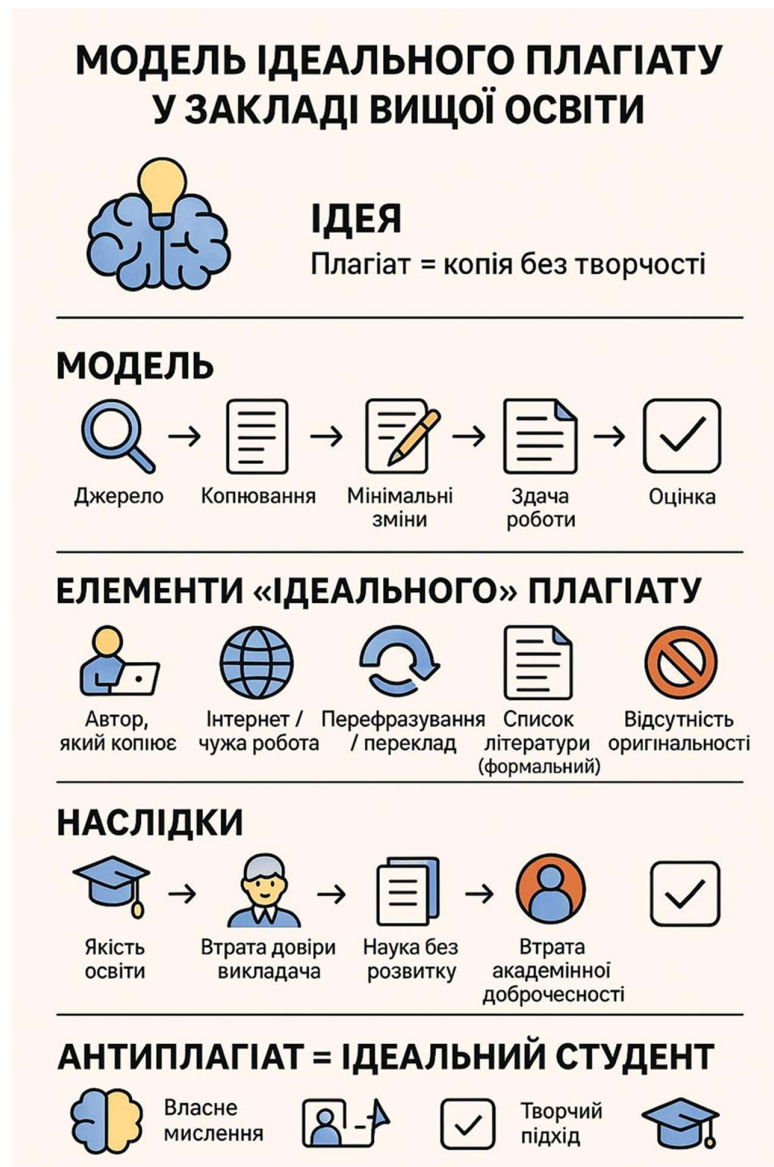 МОДЕЛЬ ІДЕАЛЬНОГО ПЛАГІАТУ
У ЗАКЛАДІ ВИЩОЇ ОСВІТИ
ІДЕЯ
Плагіат = копія без творчості
МОДЕЛЬ
Джерело
Копнювання
Мінімальні
зміни
Здача
роботи
Оцінка
ЕЛЕМЕНТИ «ІДЕАЛЬНОГО» ПЛАГІАТУ
Автор,
який копіює
Інтернет /
чужа робота
Перефразування
/ переклад
Список
літератури
(формальний)
Відсутність
оригінальності
НАСЛІДКИ
Якість
освіти
Втрата довіри
викладача
Наука без
розвитку
Втрата
академінної
доброчесності
АНТИПЛАГІАТ = ІДЕАЛЬНИЙ СТУДЕНТ
Власне
мислення
Творчий
підхід